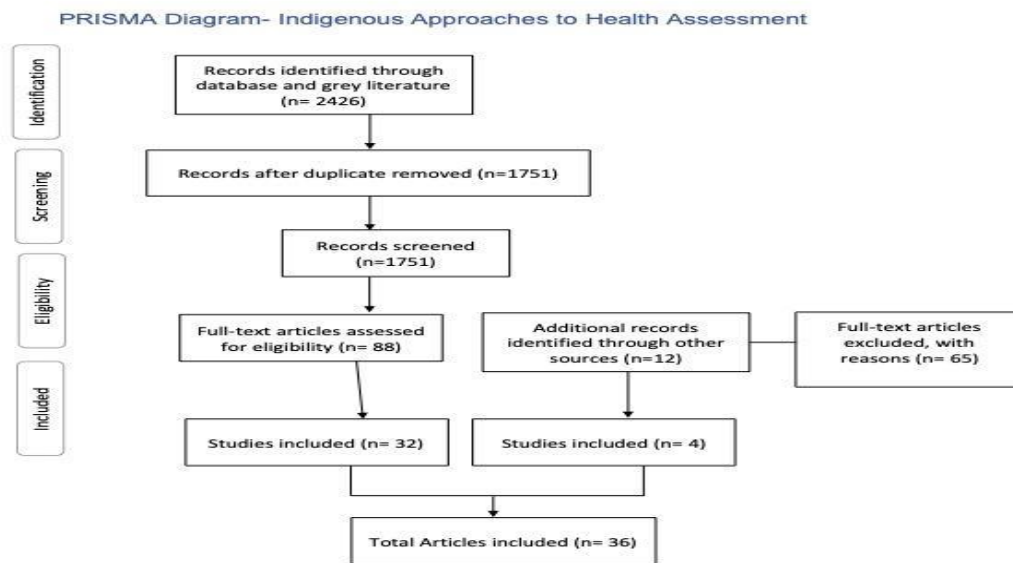 PRISMA Diagram- Indigenous Approaches to Health Assessment
Identification
Records identified through
database and grey literature
(n= 2426)
Screening
Records after duplicate removed (n=1751)
Records screened
(n=1751)
Eligibility
Full-text articles assessed
for eligibility (n= 88)
Additional records
identified through other
sources (n=12)
Full-text articles
excluded, with
reasons (n= 65)
Included
Studies included (n= 32)
Studies included (n= 4)
Total Articles included (n= 36)